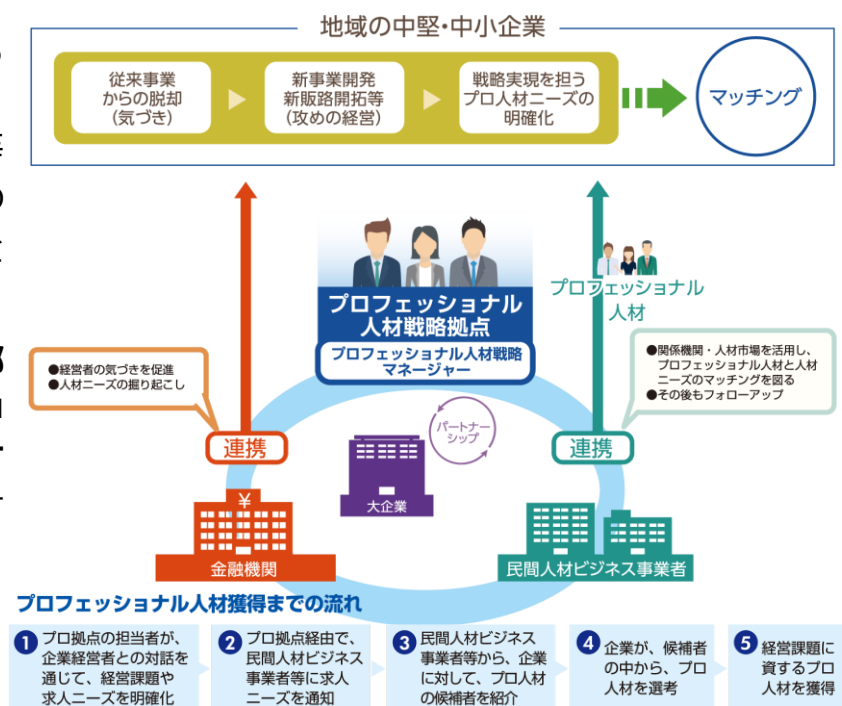 地域の中堅・中小企業
従来事業
からの脱却
(気づき)
新事業開発
新販路開拓等
(攻めの経営)
戦略実現を担う
プロ人材ニーズの
明確化
マッチング
プロフェッショナル
人材戦略拠点
プロフェッショナル人材戦略
マネージャー
プロフェッショナル
人材
●経営者の気づきを促進
●人材ニーズの掘り起こし
●関係機関・人材市場を活用し、
プロフェッショナル人材と人材
ニーズのマッチングを図る
●その後もフォローアップ
連携
パートナー
シップ
連携
大企業
¥
金融機関
民間人材ビジネス事業者
プロフェッショナル人材獲得までの流れ
1 プロ拠点の担当者が、
企業経営者との対話を
通じて、経営課題や
求人ニーズを明確化
2 プロ拠点経由で、
民間人材ビジネス
事業者等に求人
ニーズを通知
3 民間人材ビジネス
事業者等から、企業
に対して、プロ人材
の候補者を紹介
4 企業が、候補者
の中から、プロ
人材を選考
5 経営課題に
資するプロ
人材を獲得